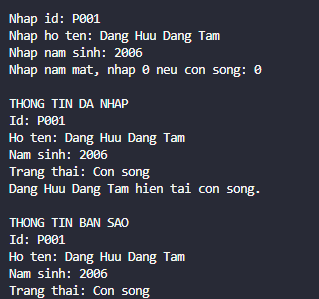 Nhap id: P001
Nhap ho ten: Dang Huu Dang Tam
Nhap nam sinh: 2006
Nhap nam mat, nhap 0 neu con song: 0
THONG TIN DA NHAP
Id: P001
Ho ten: Dang Huu Dang Tam
Nam sinh: 2006
Trang thai: Con song
Dang Huu Dang Tam hien tai con song.
THONG TIN BAN SAO
Id: P001
Ho ten: Dang Huu Dang Tam
Nam sinh: 2006
Trang thai: Con song